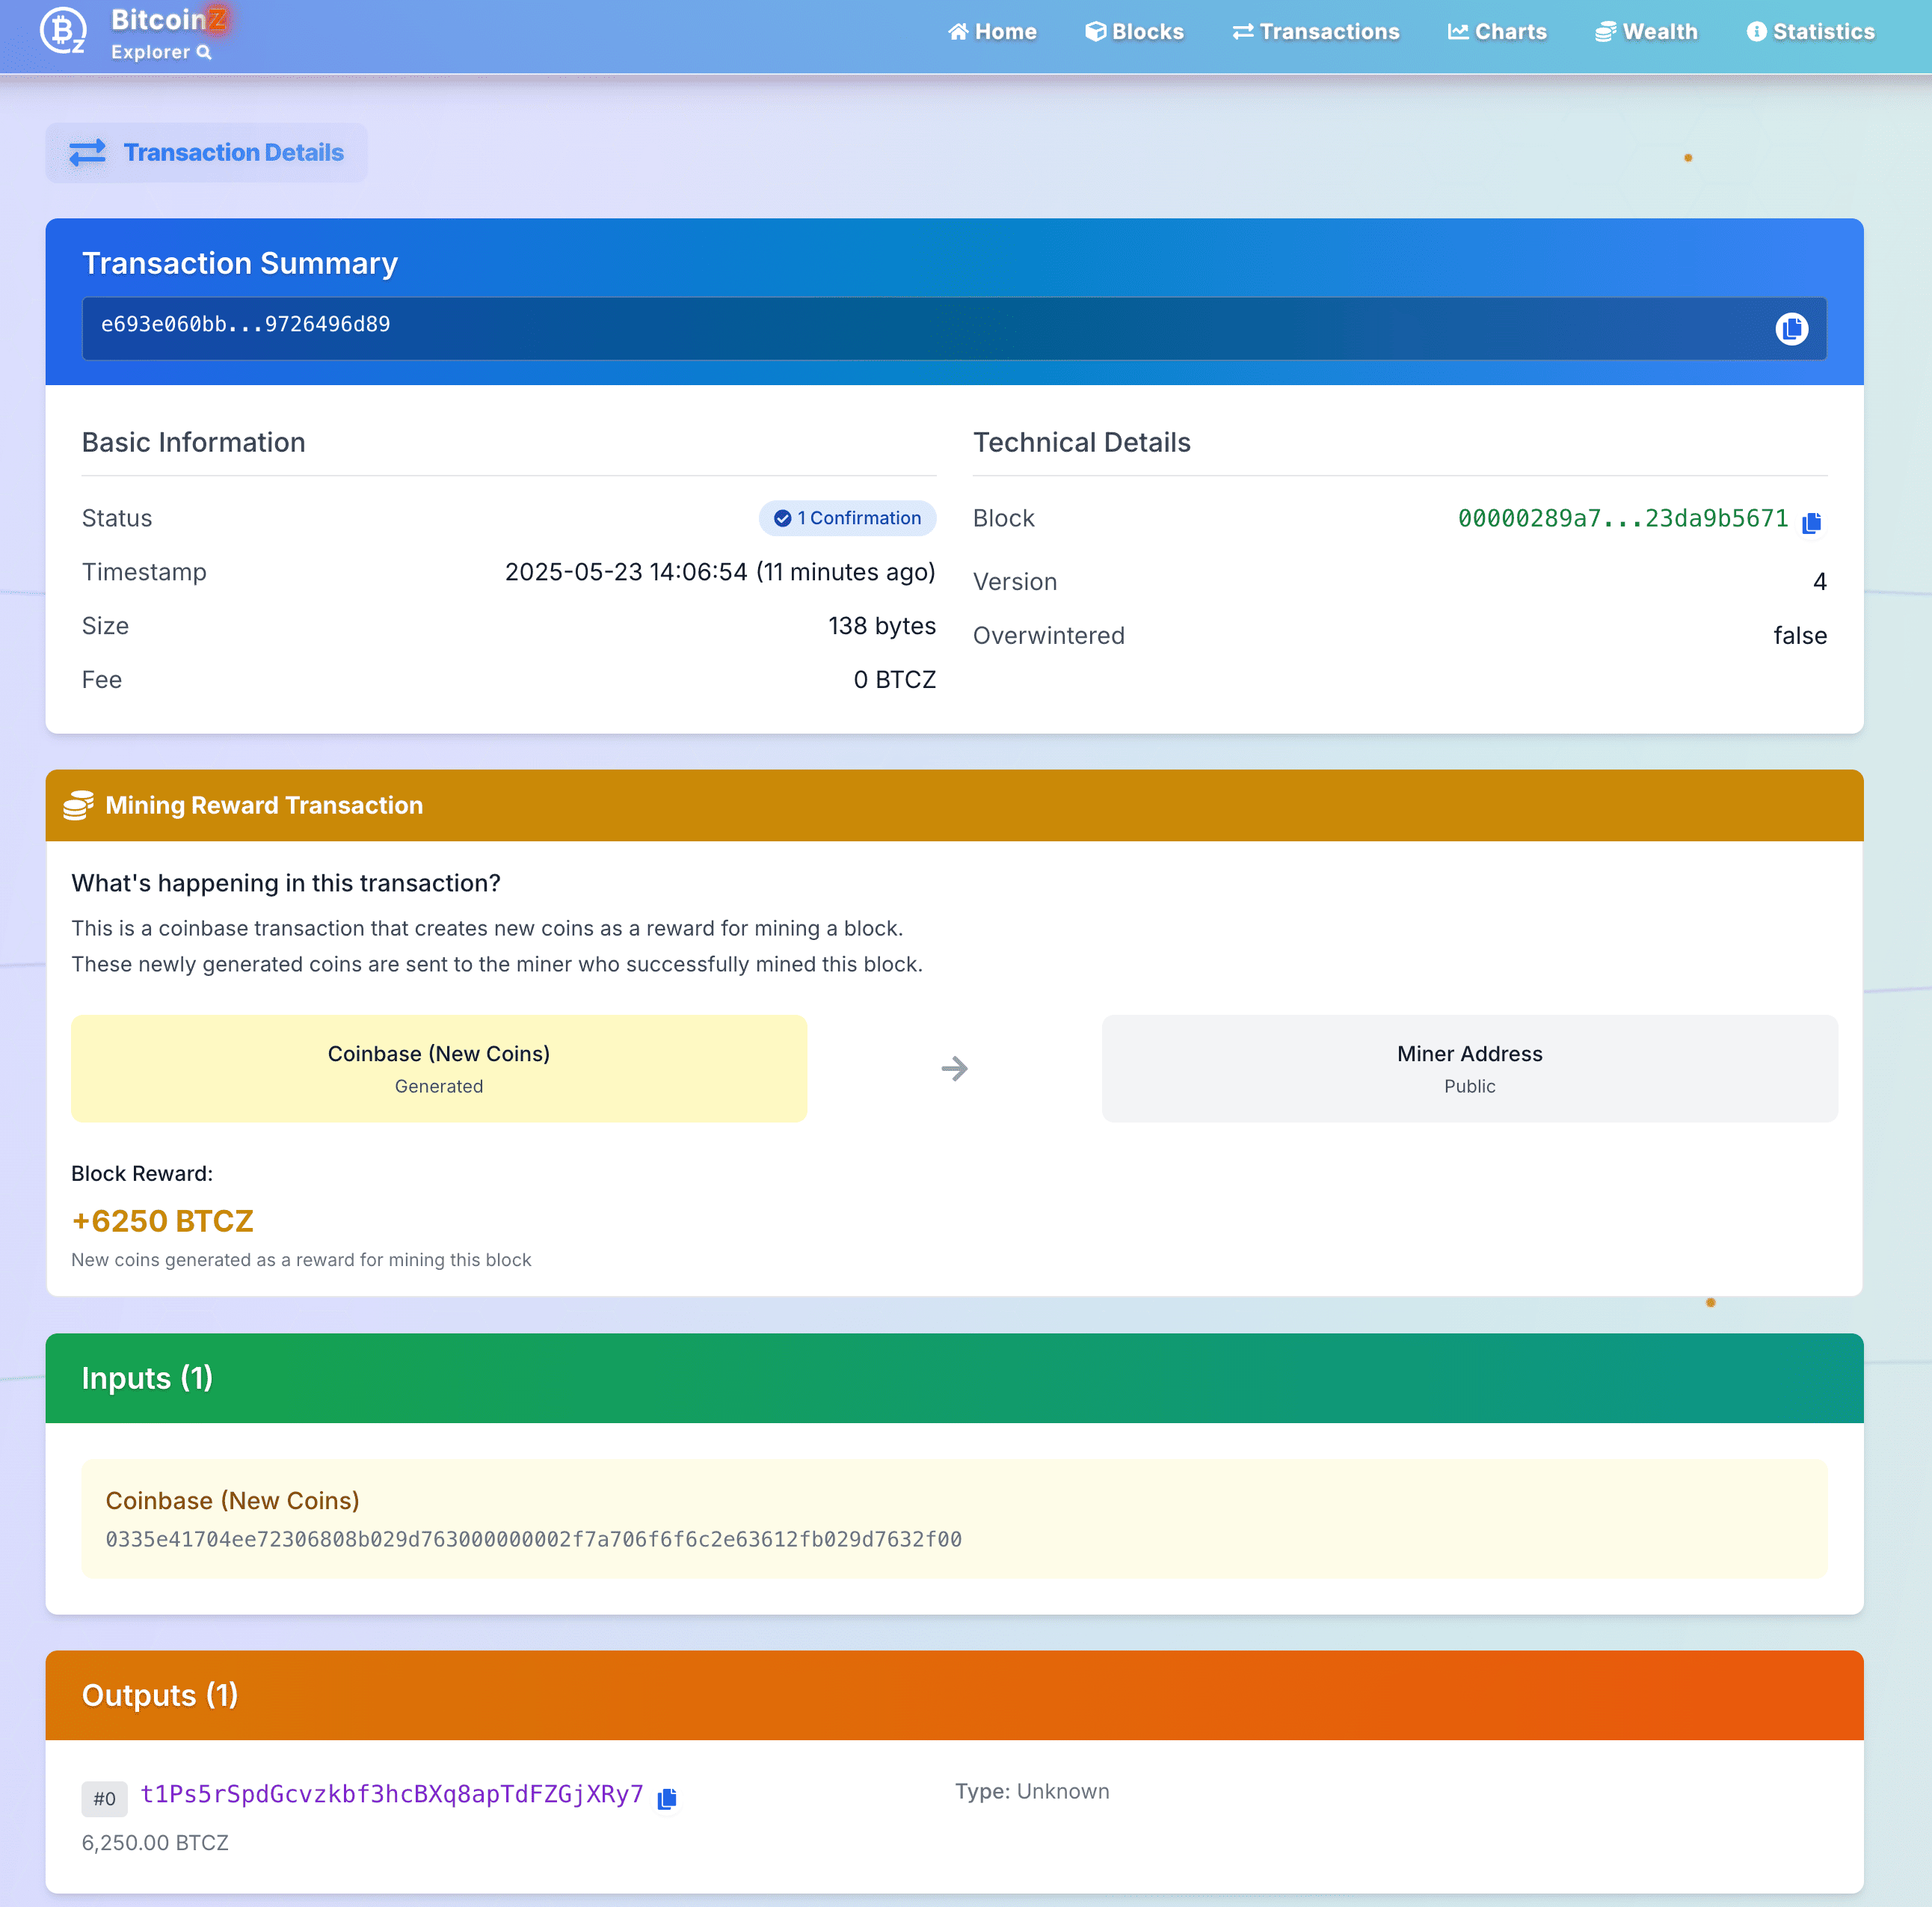 BitcoinZ
Explorer
Home Blocks Transactions Charts Wealth Statistics
Transaction Details
Transaction Summary
e693e060bb...9726496d89
Basic Information
Status 1 Confirmation
Timestamp 2025-05-23 14:06:54 (11 minutes ago)
Size 138 bytes
Fee 0 BTCZ
Technical Details
Block 00000289a7...23da9b5671
Version 4
Overwintered false
Mining Reward Transaction
What's happening in this transaction?
This is a coinbase transaction that creates new coins as a reward for mining a block.
These newly generated coins are sent to the miner who successfully mined this block.
Coinbase (New Coins)
Generated
Miner Address
Public
Block Reward:
+6250 BTCZ
New coins generated as a reward for mining this block
Inputs (1)
Coinbase (New Coins)
0335e41704ee72306808b029d763000000002f7a706f6f6c2e63612fb029d7632f00
Outputs (1)
#0 t1Ps5rSpdGcvzkbf3hcBXq8apTdFZGjXRy7
6,250.00 BTCZ
Type: Unknown